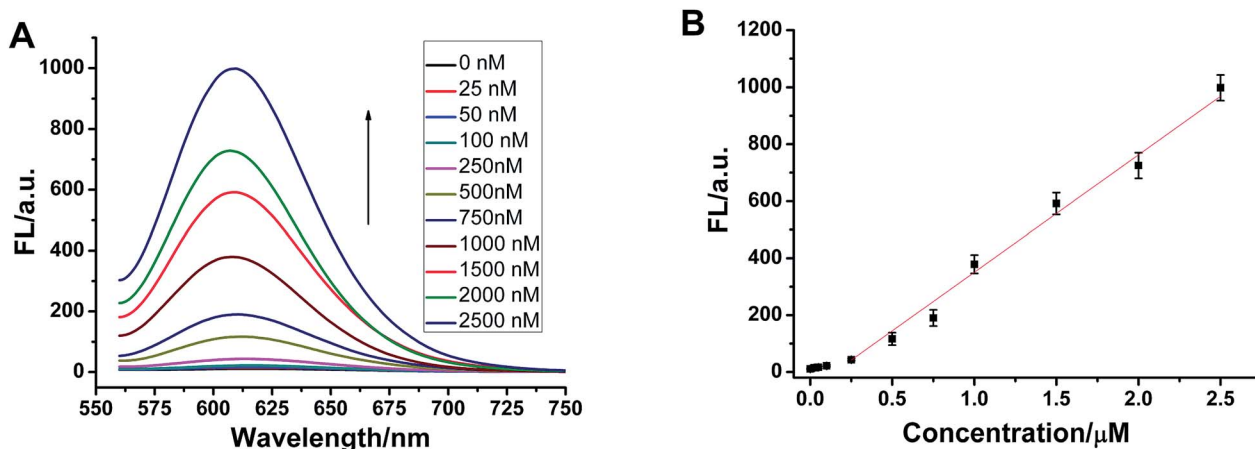 A
FL/a.u.
1000
800
600
400
200
0
550
575
600
625
650
675
700
725
750
Wavelength/nm
0 nM
25 nM
50 nM
100 nM
250nM
500nM
750nM
1000 nM
1500 nM
2000 nM
2500 nM
B
FL/a.u.
1200
1000
800
600
400
200
0
0.0
0.5
1.0
1.5
2.0
2.5
Concentration/μM